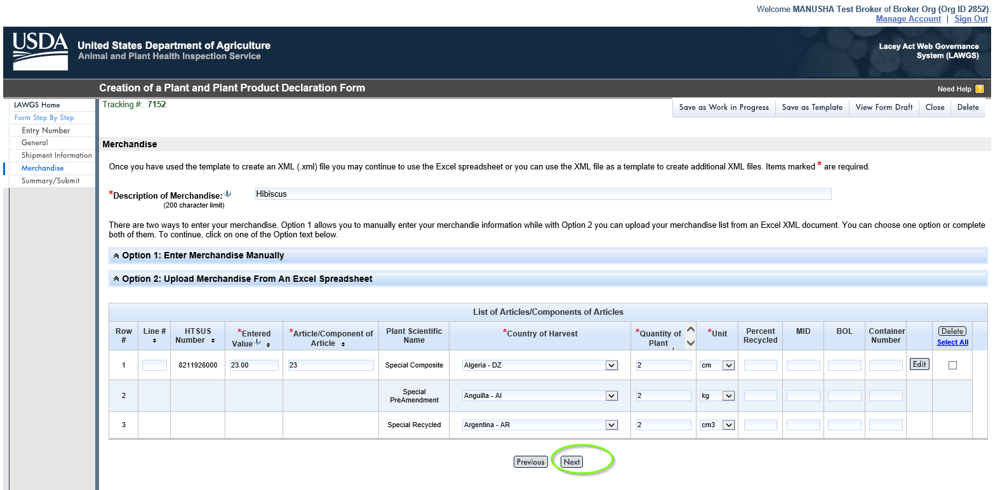 Welcome MANUSHA Test Broker of Broker Org (Org ID 2852).
Manage Account | Sign Out
USDA
United States Department of Agriculture
Animal and Plant Health Inspection Service
Lacey Act Web Governance
System (LAWGS)
Creation of a Plant and Plant Product Declaration Form
Need Help ?
LAWGS Home
Form Step By Step
Entry Number
General
Shipment Information
Merchandise
Summary/Submit
Tracking #: 7152
Save as Work in Progress Save as Template View Form Draft Close Delete
Merchandise
Once you have used the template to create an XML (.xml) file you may continue to use the Excel spreadsheet or you can use the XML file as a template to create additional XML files. Items marked * are required.
*Description of Merchandise: Hibiscus
(200 character limit)
There are two ways to enter your merchandise. Option 1 allows you to manually enter your merchandie information while with Option 2 you can upload your merchandise list from an Excel XML document. You can choose one option or complete
both of them. To continue, click on one of the Option text below.
Option 1: Enter Merchandise Manually
Option 2: Upload Merchandise From An Excel Spreadsheet
List of Articles/Components of Articles
Row # Line # HTSUS Number *Entered Value *Article/Component of Article Plant Scientific Name *Country of Harvest *Quantity of Plant *Unit Percent Recycled MID BOL Container Number Delete Select All
1 8211926000 23.00 23 Special Composite Algeria - DZ 2 cm Edit
2 Special PreAmendment Anguilla - AI 2 kg
3 Special Recycled Argentina - AR 2 cm3
Previous Next